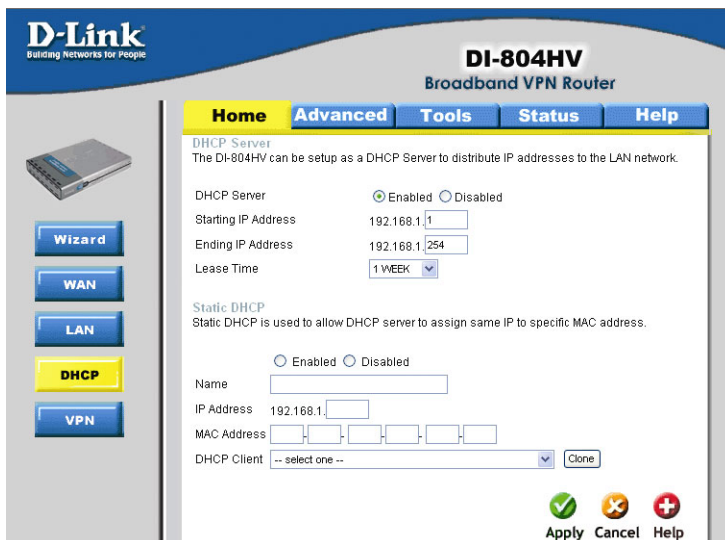 D-Link
Building Networks for People
DI-804HV
Broadband VPN Router
Home Advanced Tools Status Help
DHCP Server
The DI-804HV can be setup as a DHCP Server to distribute IP addresses to the LAN network.
DHCP Server Enabled Disabled
Starting IP Address 192.168.1. 1
Ending IP Address 192.168.1. 254
Lease Time 1 WEEK
Wizard
WAN
LAN
DHCP
VPN
Static DHCP
Static DHCP is used to allow DHCP server to assign same IP to specific MAC address.
Enabled Disabled
Name
IP Address 192.168.1.
MAC Address - - - - -
DHCP Client -- select one -- Clone
Apply Cancel Help